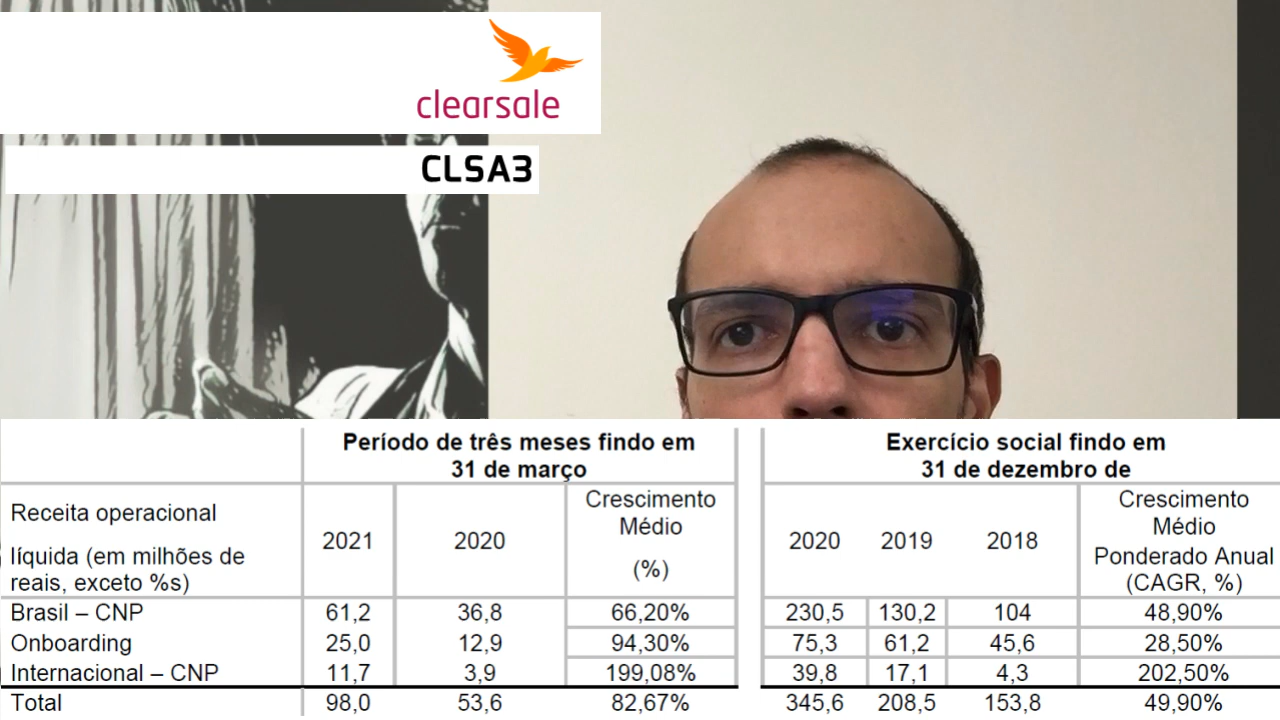 clearsale
CLSA3
Período de três meses findo em
31 de março
Exercício social findo em
31 de dezembro de
Receita operacional
líquida (em milhões de
reais, exceto %s)
2021
2020
Crescimento
Médio
(%)
2020
2019
2018
Crescimento
Médio
Ponderado Anual
(CAGR, %)
Brasil – CNP 61,2 36,8 66,20% 230,5 130,2 104 48,90%
Onboarding 25,0 12,9 94,30% 75,3 61,2 45,6 28,50%
Internacional – CNP 11,7 3,9 199,08% 39,8 17,1 4,3 202,50%
Total 98,0 53,6 82,67% 345,6 208,5 153,8 49,90%